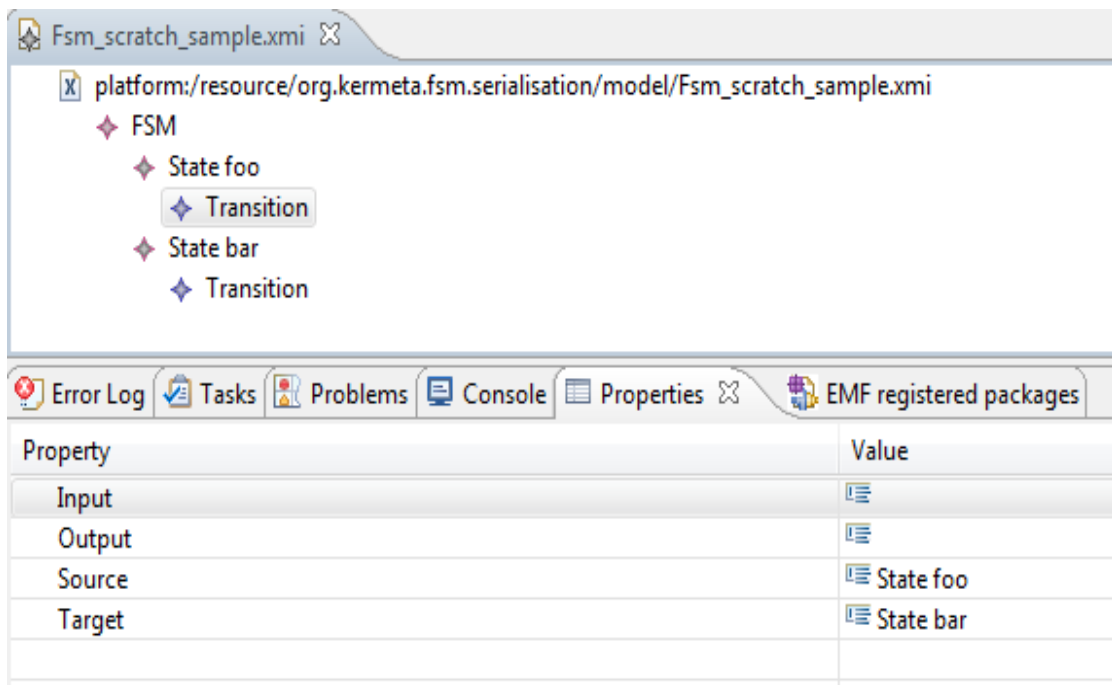 Fsm_scratch_sample.xmi
platform:/resource/org.kermeta.fsm.serialisation/model/Fsm_scratch_sample.xmi
FSM
State foo
Transition
State bar
Transition
Error Log Tasks Problems Console Properties EMF registered packages
Property Value
Input
Output
Source State foo
Target State bar